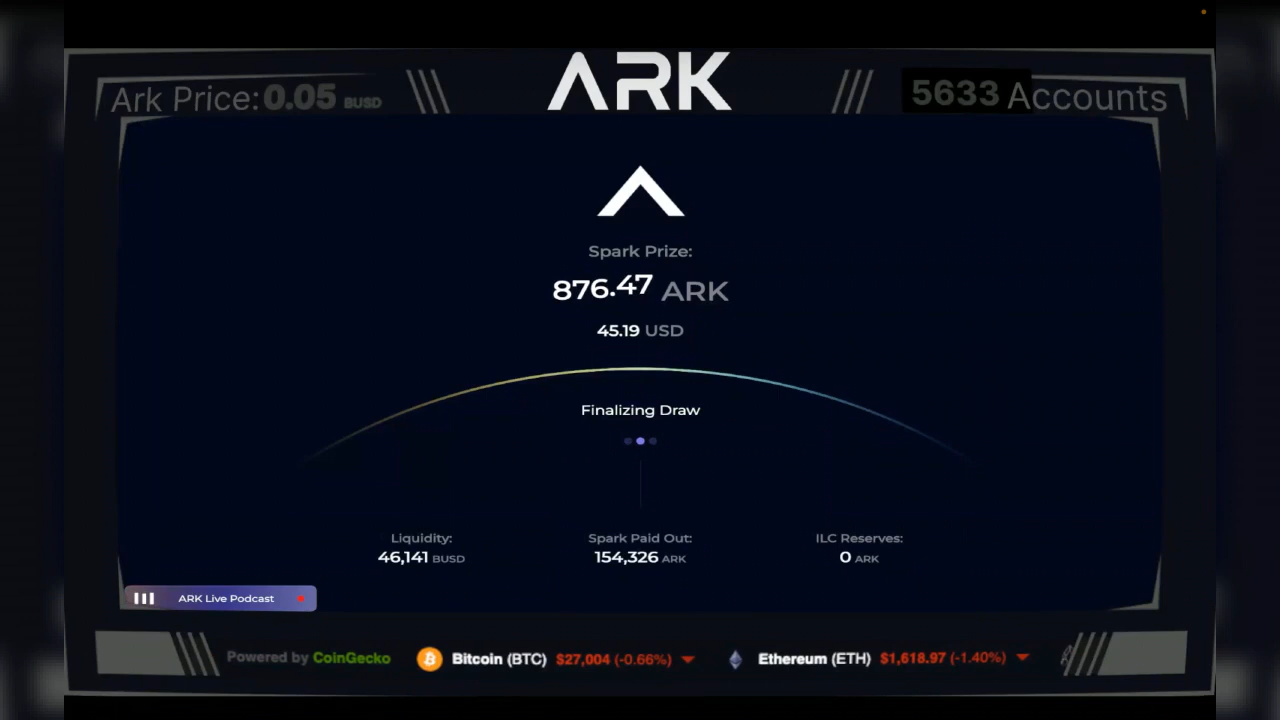 ARK
Ark Price: 0.05 BUSD
5633 Accounts
Spark Prize:
876.47 ARK
45.19 USD
Finalizing Draw
Liquidity:
46,141 BUSD
Spark Paid Out:
154,326 ARK
ILC Reserves:
0 ARK
ARK Live Podcast
Powered by CoinGecko
Bitcoin (BTC) $27,004 (-0.66%)
Ethereum (ETH) $1,618.97 (-1.40%)